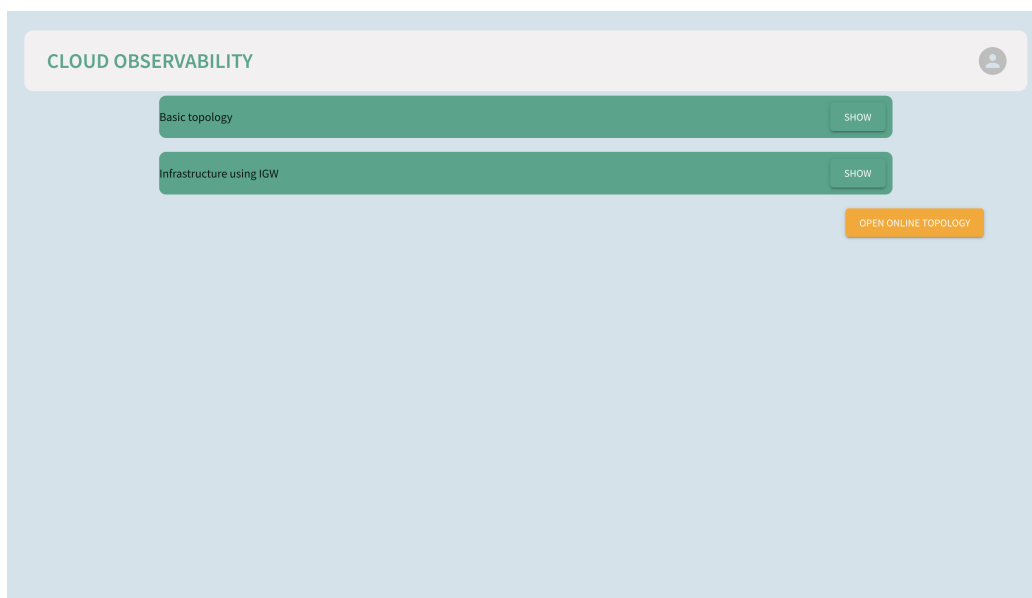 CLOUD OBSERVABILITY
Basic topology
SHOW
Infrastructure using IGW
SHOW
OPEN ONLINE TOPOLOGY